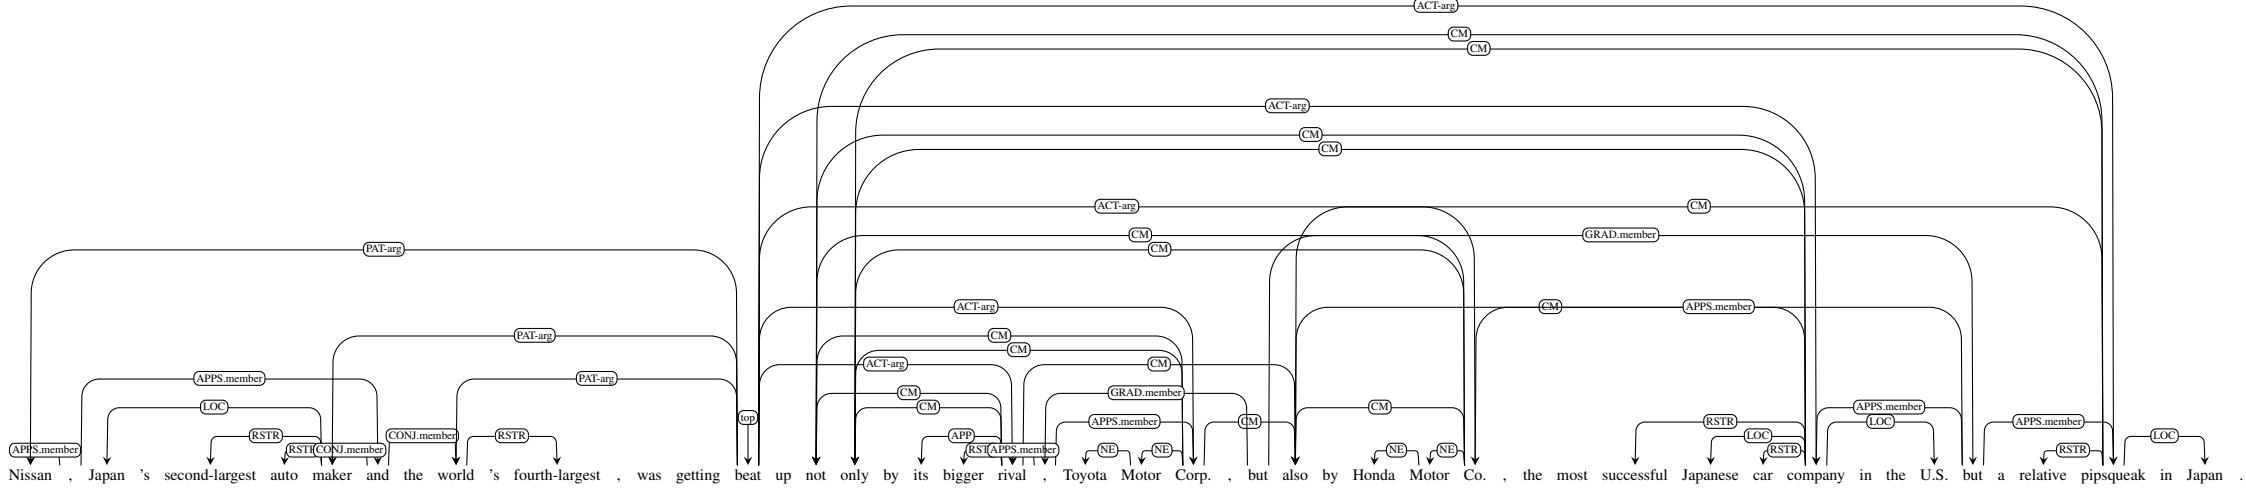 ACT-arg
CM
CM
ACT-arg
CM
CM
ACT-arg CM
CM GRAD.member
PAT-arg CM
ACT-arg CM APPS.member
PAT-arg CM
CM
ACT-arg CM
APPS.member PAT-arg
CM GRAD.member
LOC CM CM APPS.member
top
APPS.member CM RSTR LOC APPS.member
RSTR CONJ.member RSTR APP LOC
APPS.member RSTR CONJ.member RSTR APPS.member NE NE NE NE RSTR RSTR
Nissan , Japan 's second-largest auto maker and the world 's fourth-largest , was getting beat up not only by its bigger rival , Toyota Motor Corp. , but also by Honda Motor Co. , the most successful Japanese car company in the U.S. but a relative pipsqueak in Japan .